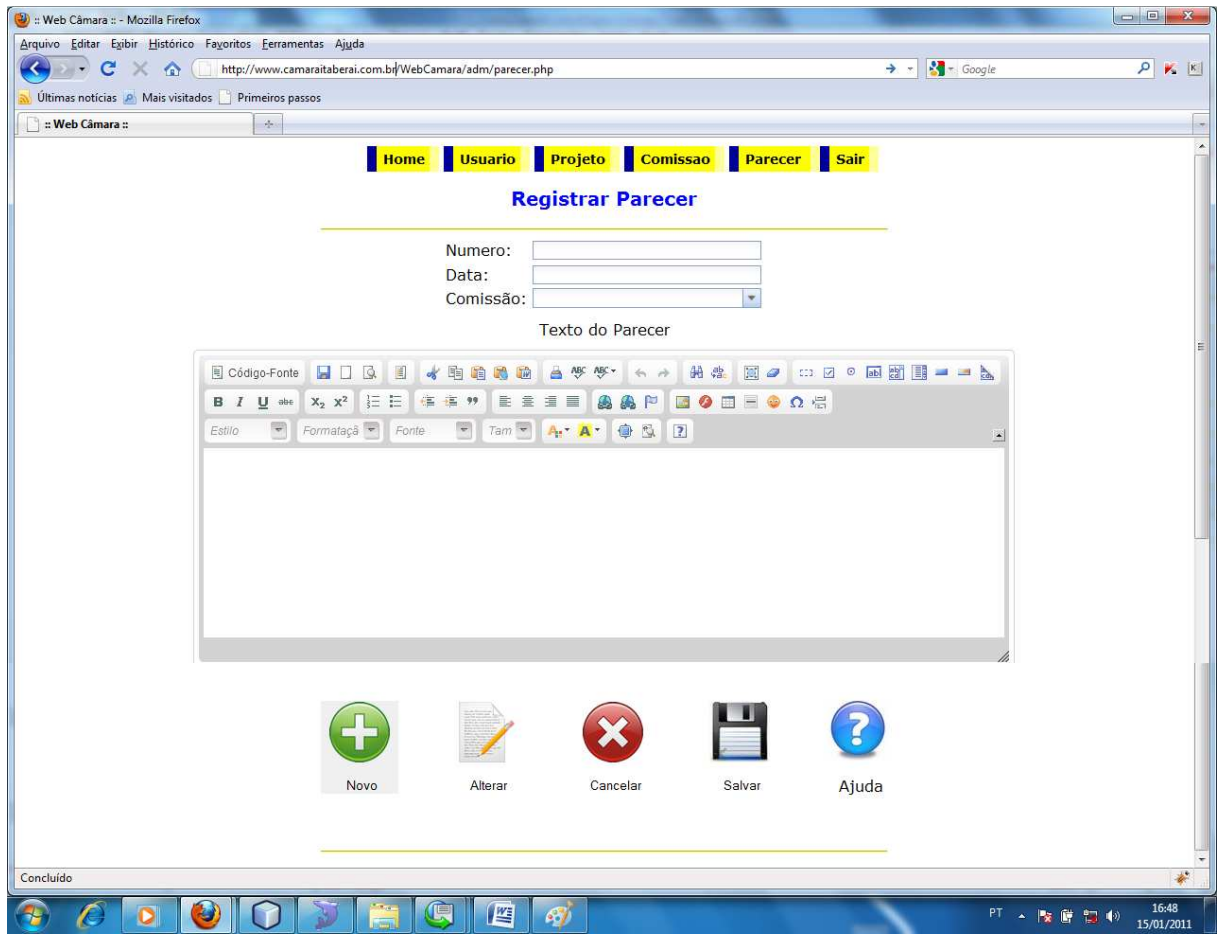 :: Web Câmara :: - Mozilla Firefox
Arquivo Editar Exibir Histórico Favoritos Ferramentas Ajuda
http://www.camaraitaberai.com.br/WebCamara/adm/parecer.php
Google
Últimas notícias Mais visitados Primeiros passos
:: Web Câmara ::
Home Usuario Projeto Comissao Parecer Sair
Registrar Parecer
Numero:
Data:
Comissão:
Texto do Parecer
Código-Fonte
ABC ABC
B I U abc X₂ X²
Estilo Formataçã Fonte Tam A A ?
Novo Alterar Cancelar Salvar Ajuda
Concluído
PT 16:48
15/01/2011